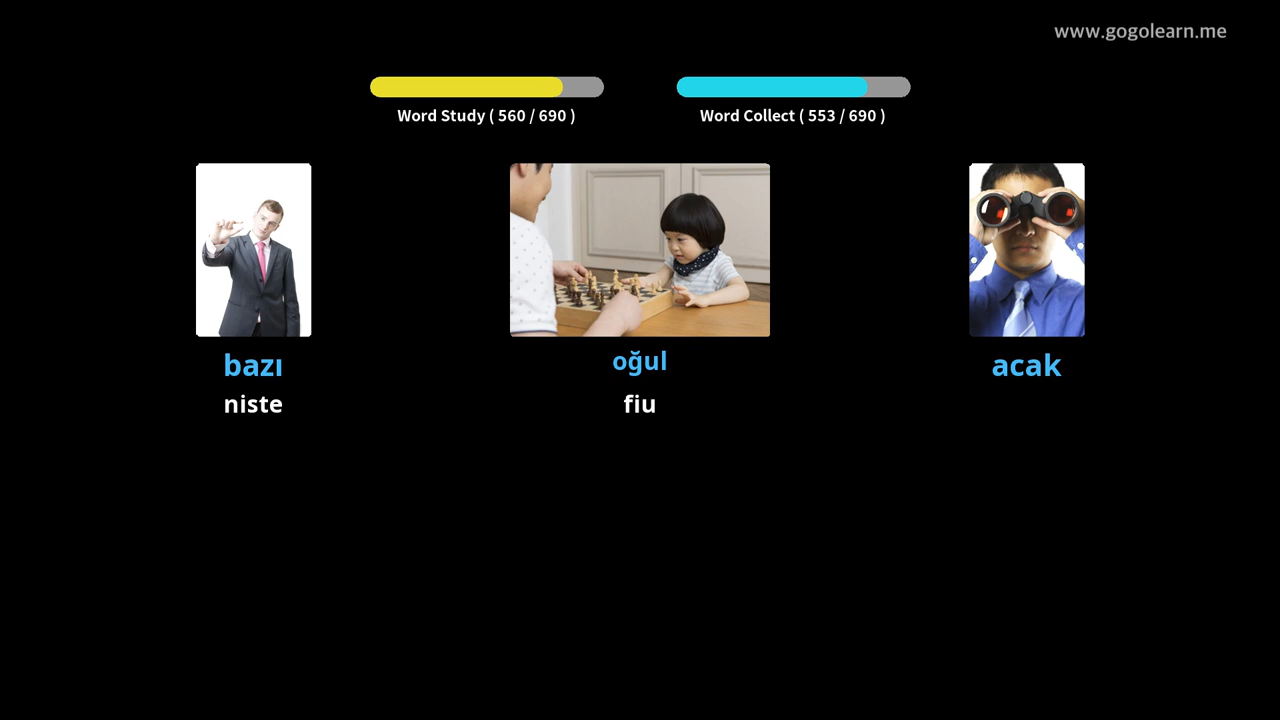 www.gogolearn.me
Word Study ( 560 / 690 )
Word Collect ( 553 / 690 )
bazı
niste
oğul
fiu
acak